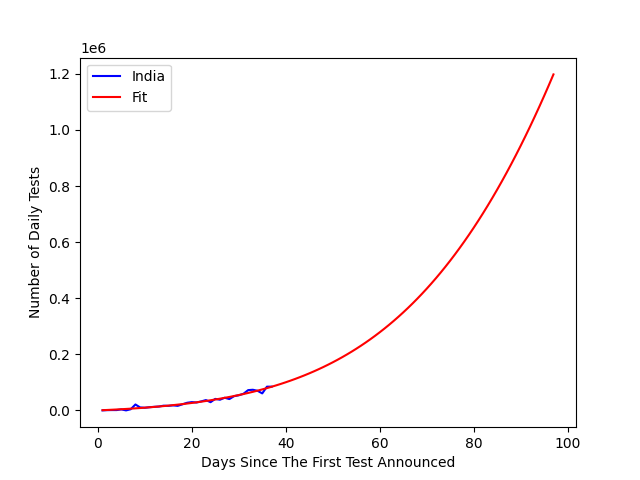 1e6
India
Fit
1.2
1.0
0.8
0.6
0.4
0.2
0.0
Number of Daily Tests
0 20 40 60 80 100
Days Since The First Test Announced